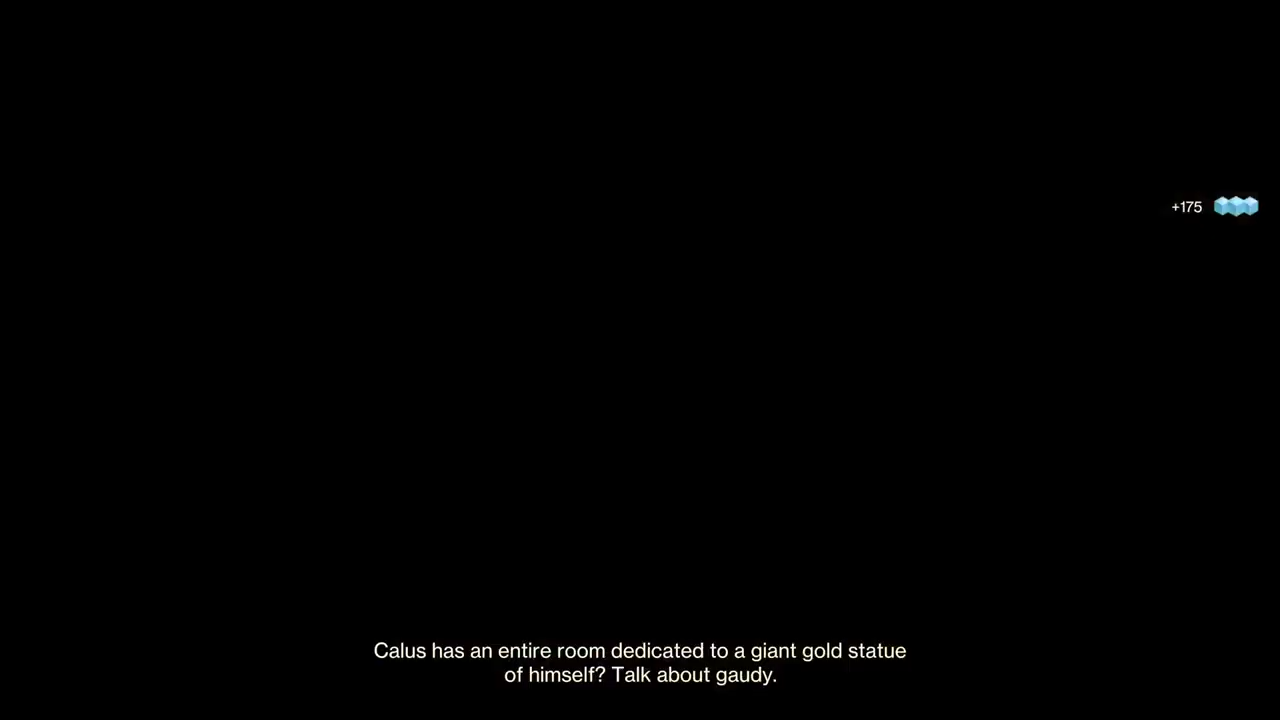 +175
Calus has an entire room dedicated to a giant gold statue
of himself? Talk about gaudy.